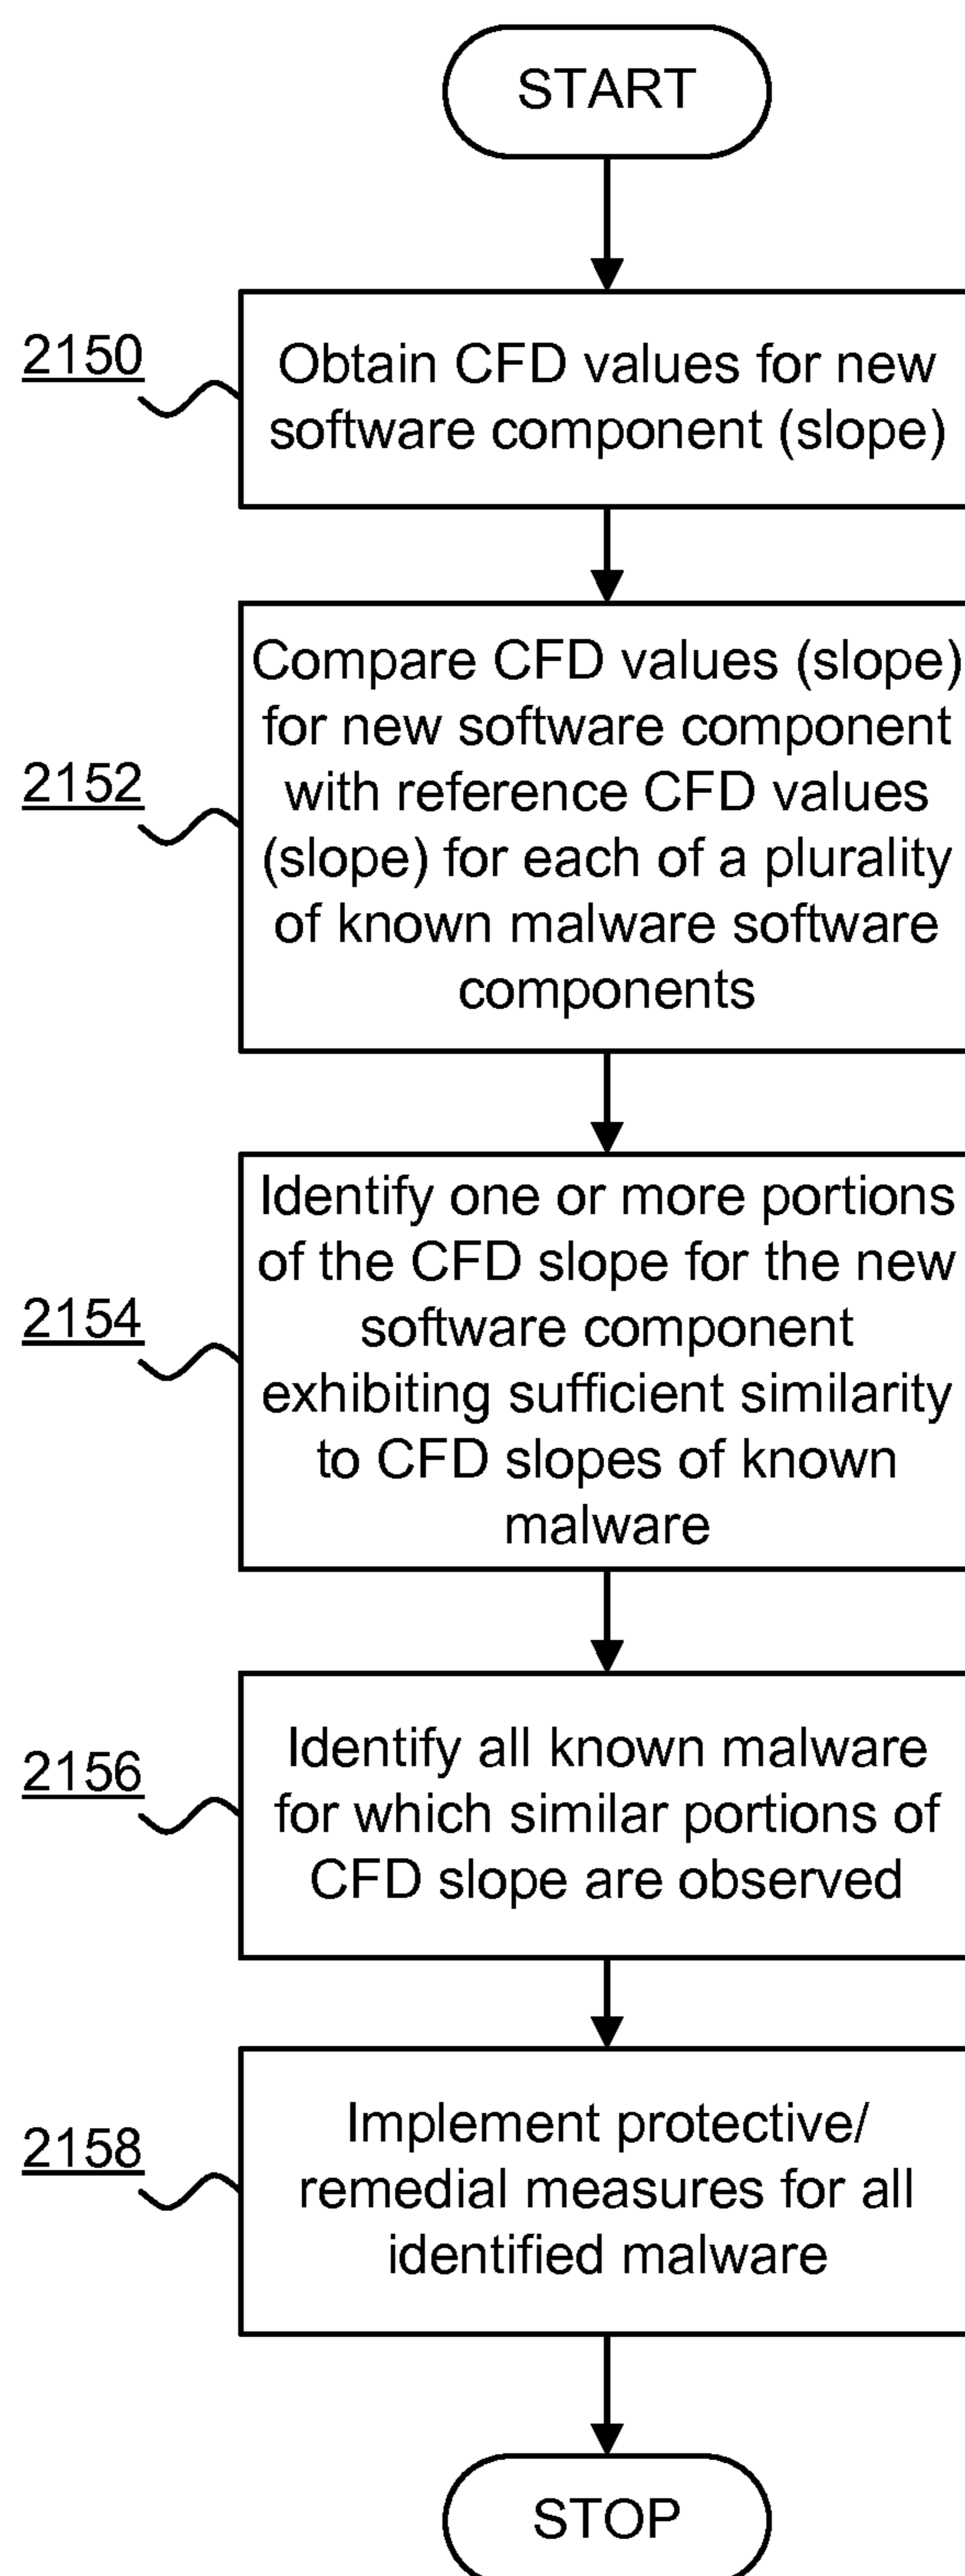 START
2150
Obtain CFD values for new
software component (slope)
2152
Compare CFD values (slope)
for new software component
with reference CFD values
(slope) for each of a plurality
of known malware software
components
2154
Identify one or more portions
of the CFD slope for the new
software component
exhibiting sufficient similarity
to CFD slopes of known
malware
2156
Identify all known malware
for which similar portions of
CFD slope are observed
2158
Implement protective/
remedial measures for all
identified malware
STOP